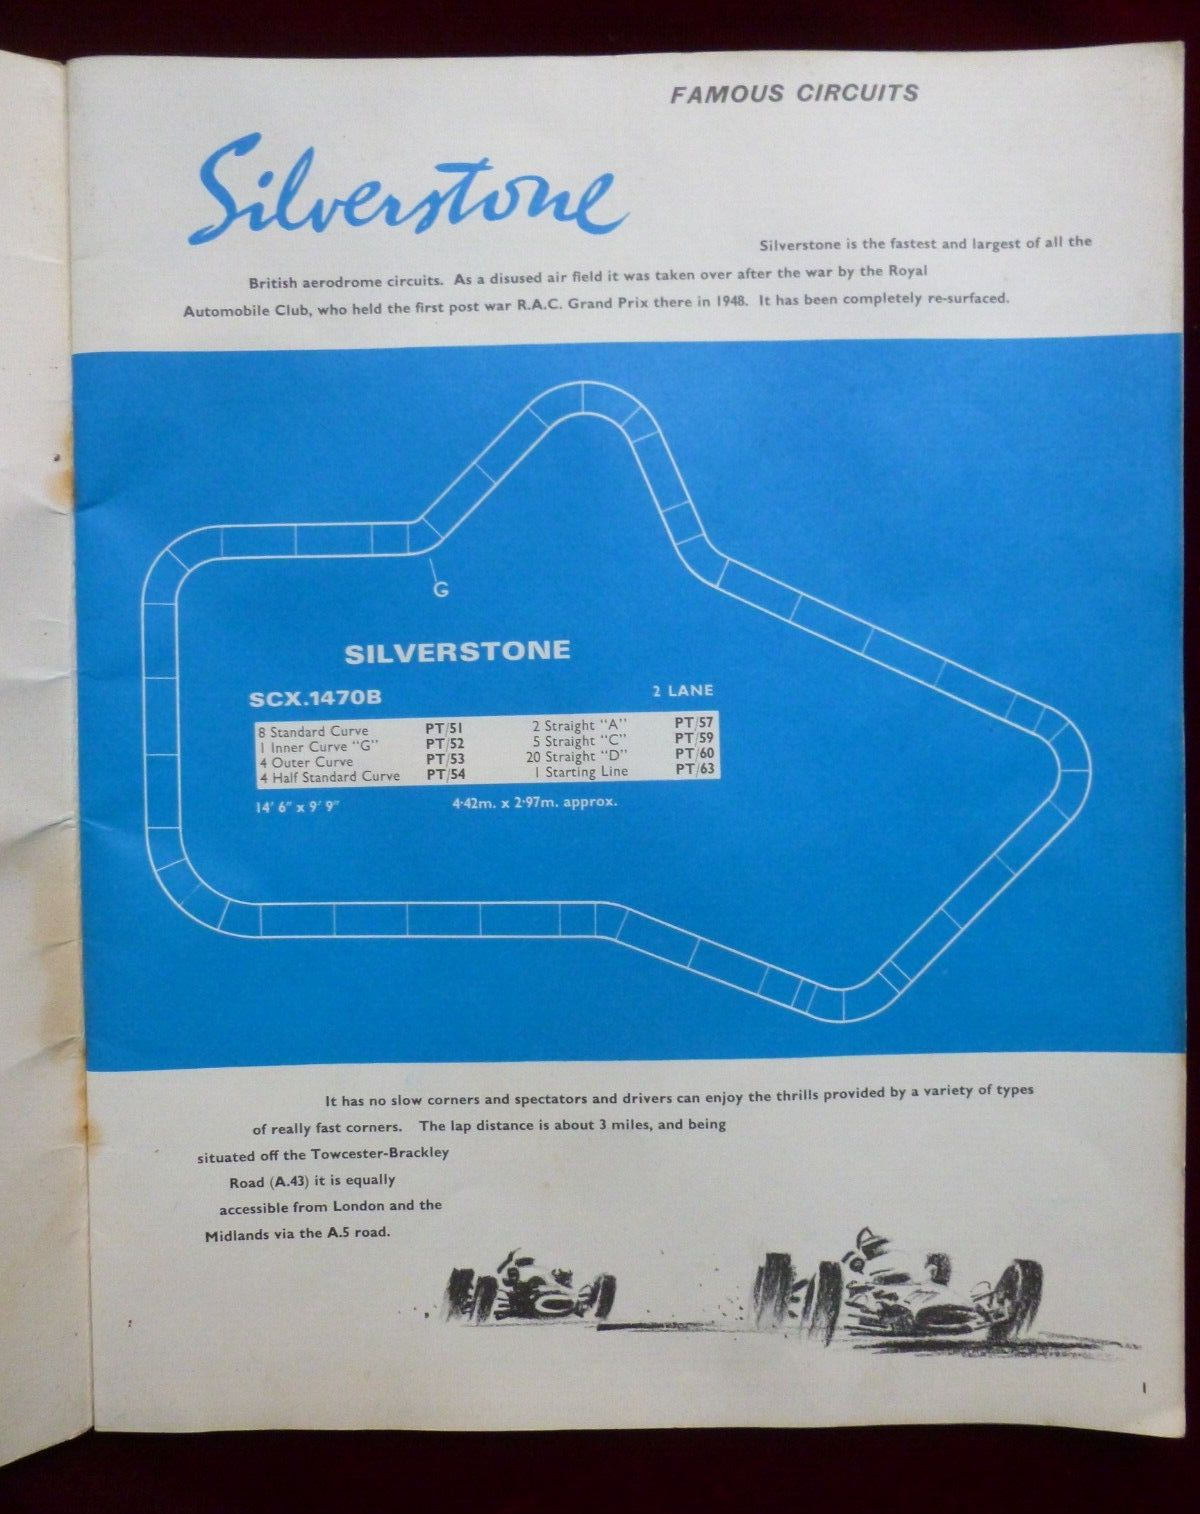 FAMOUS CIRCUITS
Silverstone
Silverstone is the fastest and largest of all the
British aerodrome circuits. As a disused air field it was taken over after the war by the Royal
Automobile Club, who held the first post war R.A.C. Grand Prix there in 1948. It has been completely re-surfaced.
G
SILVERSTONE
SCX.1470B 2 LANE
8 Standard Curve PT/51 2 Straight "A" PT/57
1 Inner Curve "G" PT/52 5 Straight "C" PT/59
4 Outer Curve PT/53 20 Straight "D" PT/60
4 Half Standard Curve PT/54 1 Starting Line PT/63
14' 6" x 9' 9" 4·42m. x 2·97m. approx.
It has no slow corners and spectators and drivers can enjoy the thrills provided by a variety of types
of really fast corners. The lap distance is about 3 miles, and being
situated off the Towcester-Brackley
Road (A.43) it is equally
accessible from London and the
Midlands via the A.5 road.
1